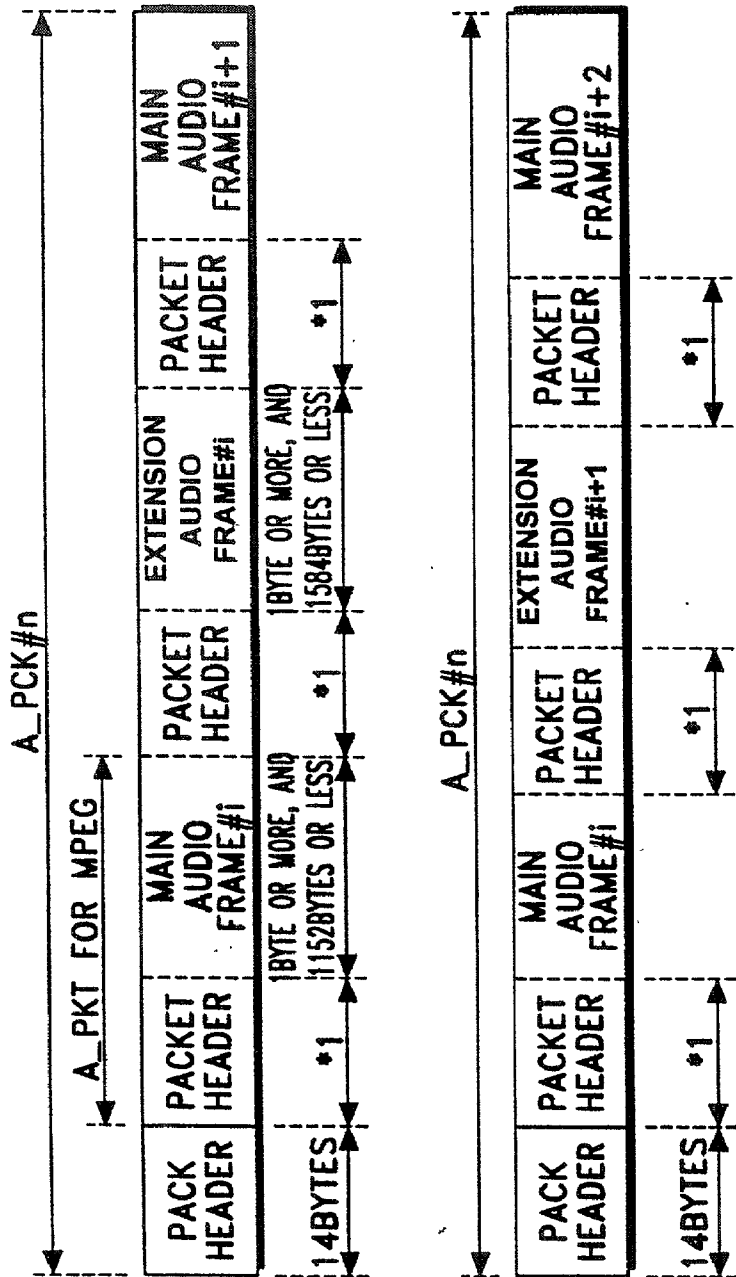 A_PCK#n
A_PKT FOR MPEG
PACK
HEADER
PACKET
HEADER
MAIN
AUDIO
FRAME#i
PACKET
HEADER
EXTENSION
AUDIO
FRAME#i
PACKET
HEADER
MAIN
AUDIO
FRAME#i+1
14BYTES
*1
1BYTE OR MORE, AND
1152BYTES OR LESS
*1
1BYTE OR MORE, AND
1584BYTES OR LESS
*1
A_PCK#n
PACK
HEADER
PACKET
HEADER
MAIN
AUDIO
FRAME#i
PACKET
HEADER
EXTENSION
AUDIO
FRAME#i+1
PACKET
HEADER
MAIN
AUDIO
FRAME#i+2
14BYTES
*1
*1
*1